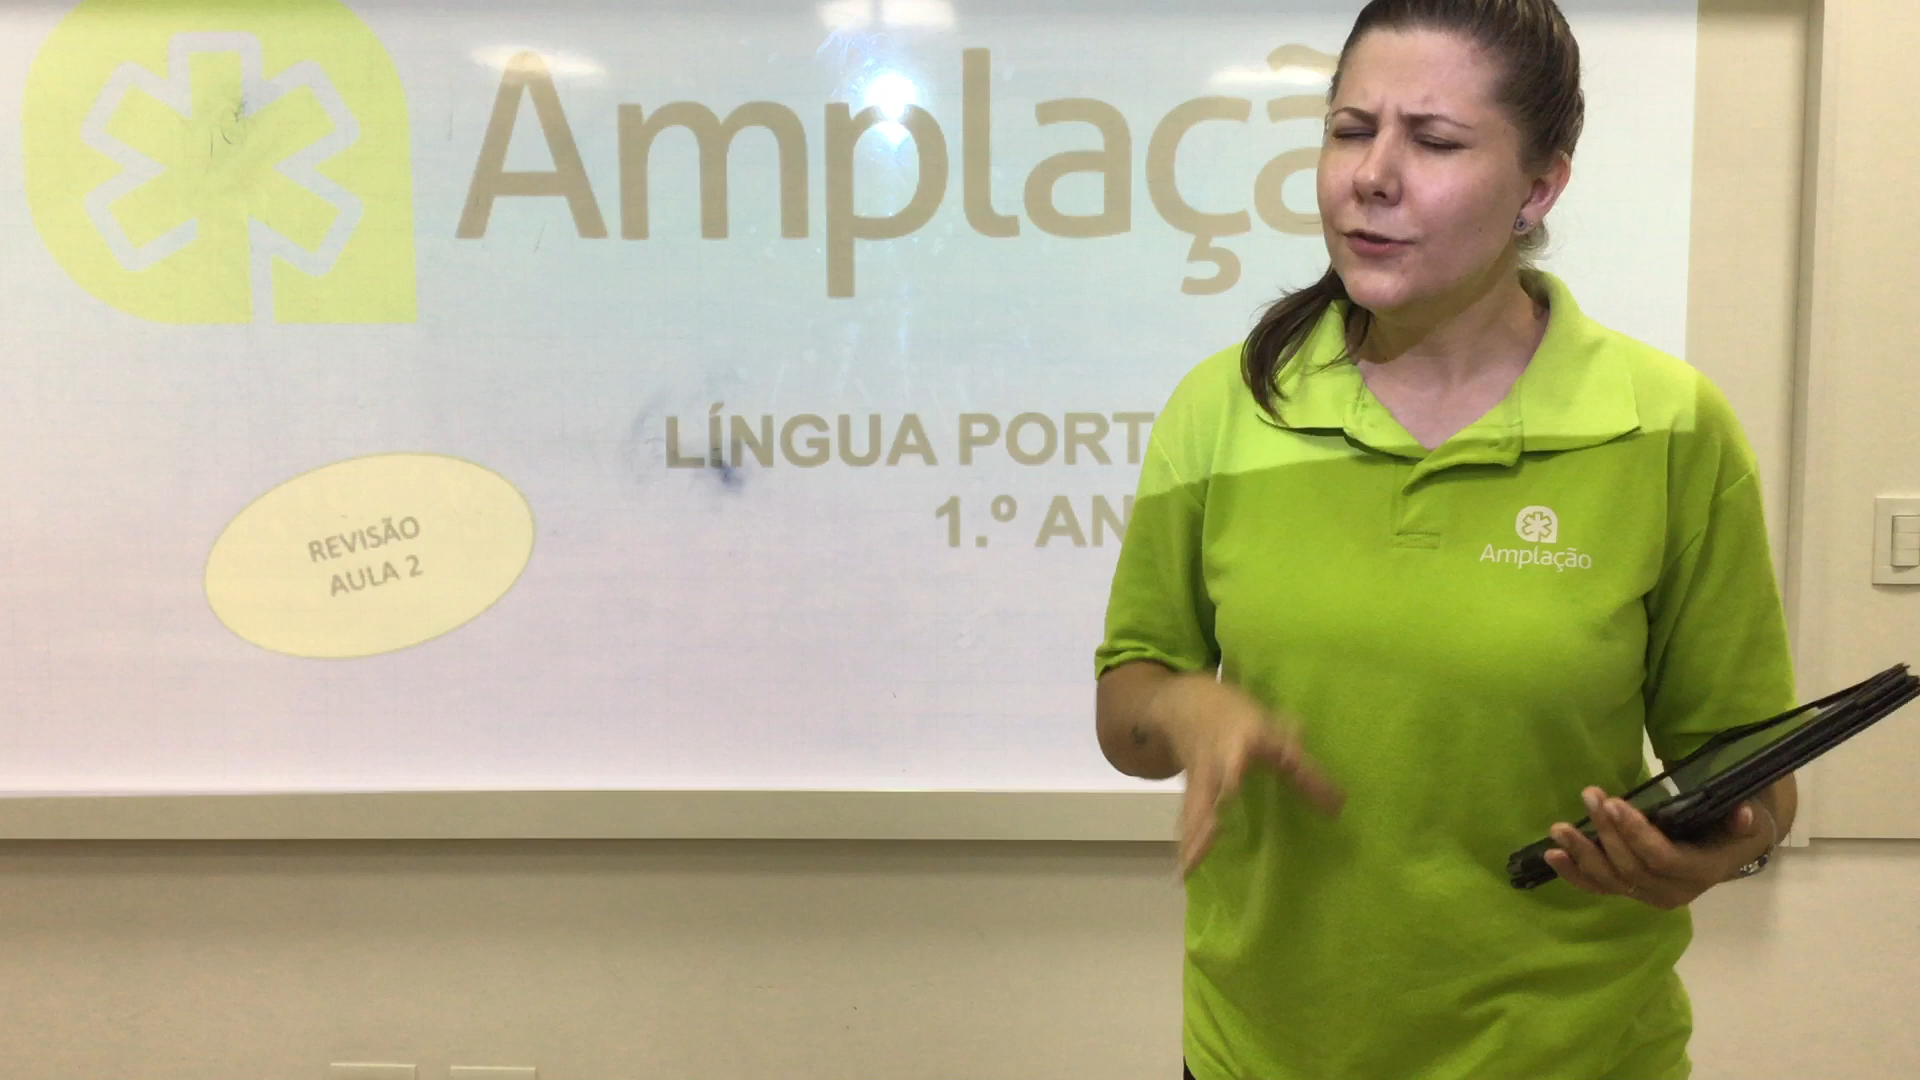 Amplaçã
LÍNGUA PORT
1.º AN
REVISÃO
AULA 2
Amplação